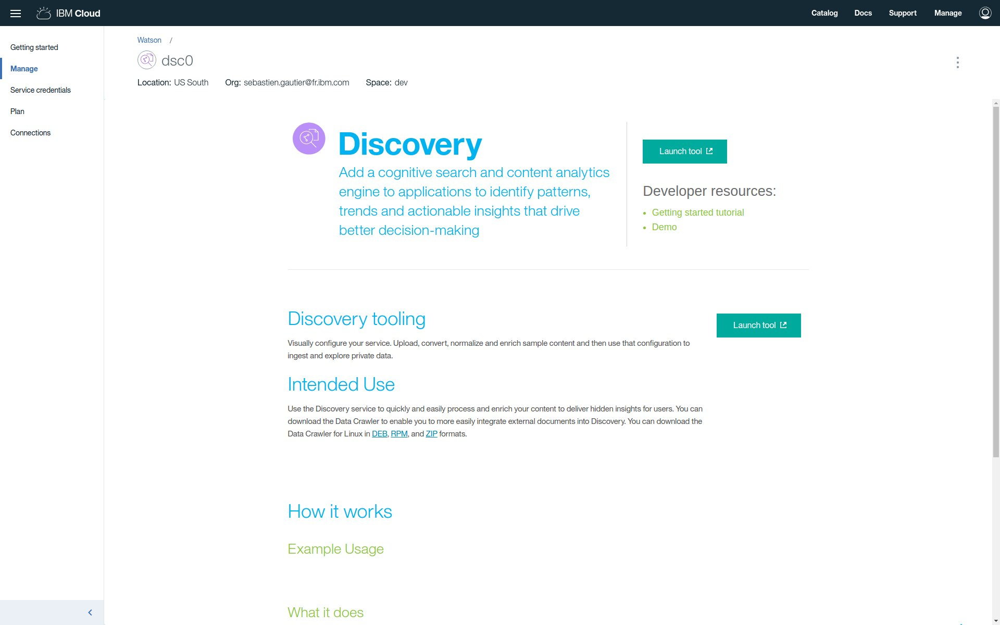 IBM Cloud
Catalog
Docs
Support
Manage
Getting started
Manage
Service credentials
Plan
Connections
Watson /
dsc0
Location: US South Org: sebastien.gautier@fr.ibm.com Space: dev
Discovery
Add a cognitive search and content analytics
engine to applications to identify patterns,
trends and actionable insights that drive
better decision-making
Launch tool
Developer resources:
Getting started tutorial
Demo
Discovery tooling
Launch tool
Visually configure your service. Upload, convert, normalize and enrich sample content and then use that configuration to
ingest and explore private data.
Intended Use
Use the Discovery service to quickly and easily process and enrich your content to deliver hidden insights for users. You can
download the Data Crawler to enable you to more easily integrate external documents into Discovery. You can download the
Data Crawler for Linux in DEB, RPM, and ZIP formats.
How it works
Example Usage
What it does